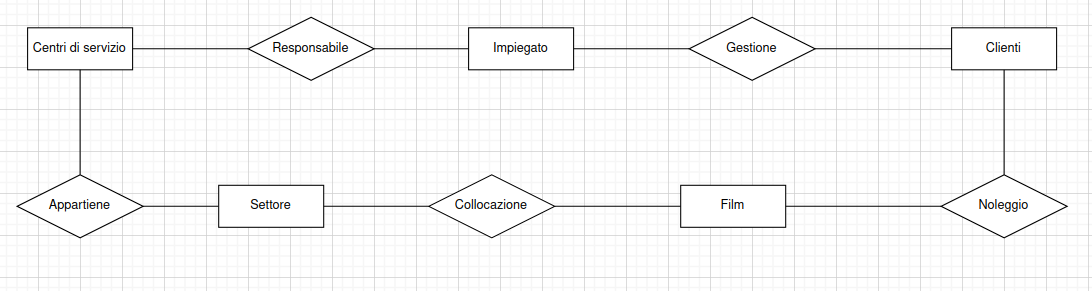 Centri di servizio
Responsabile
Impiegato
Gestione
Clienti
Appartiene
Settore
Collocazione
Film
Noleggio